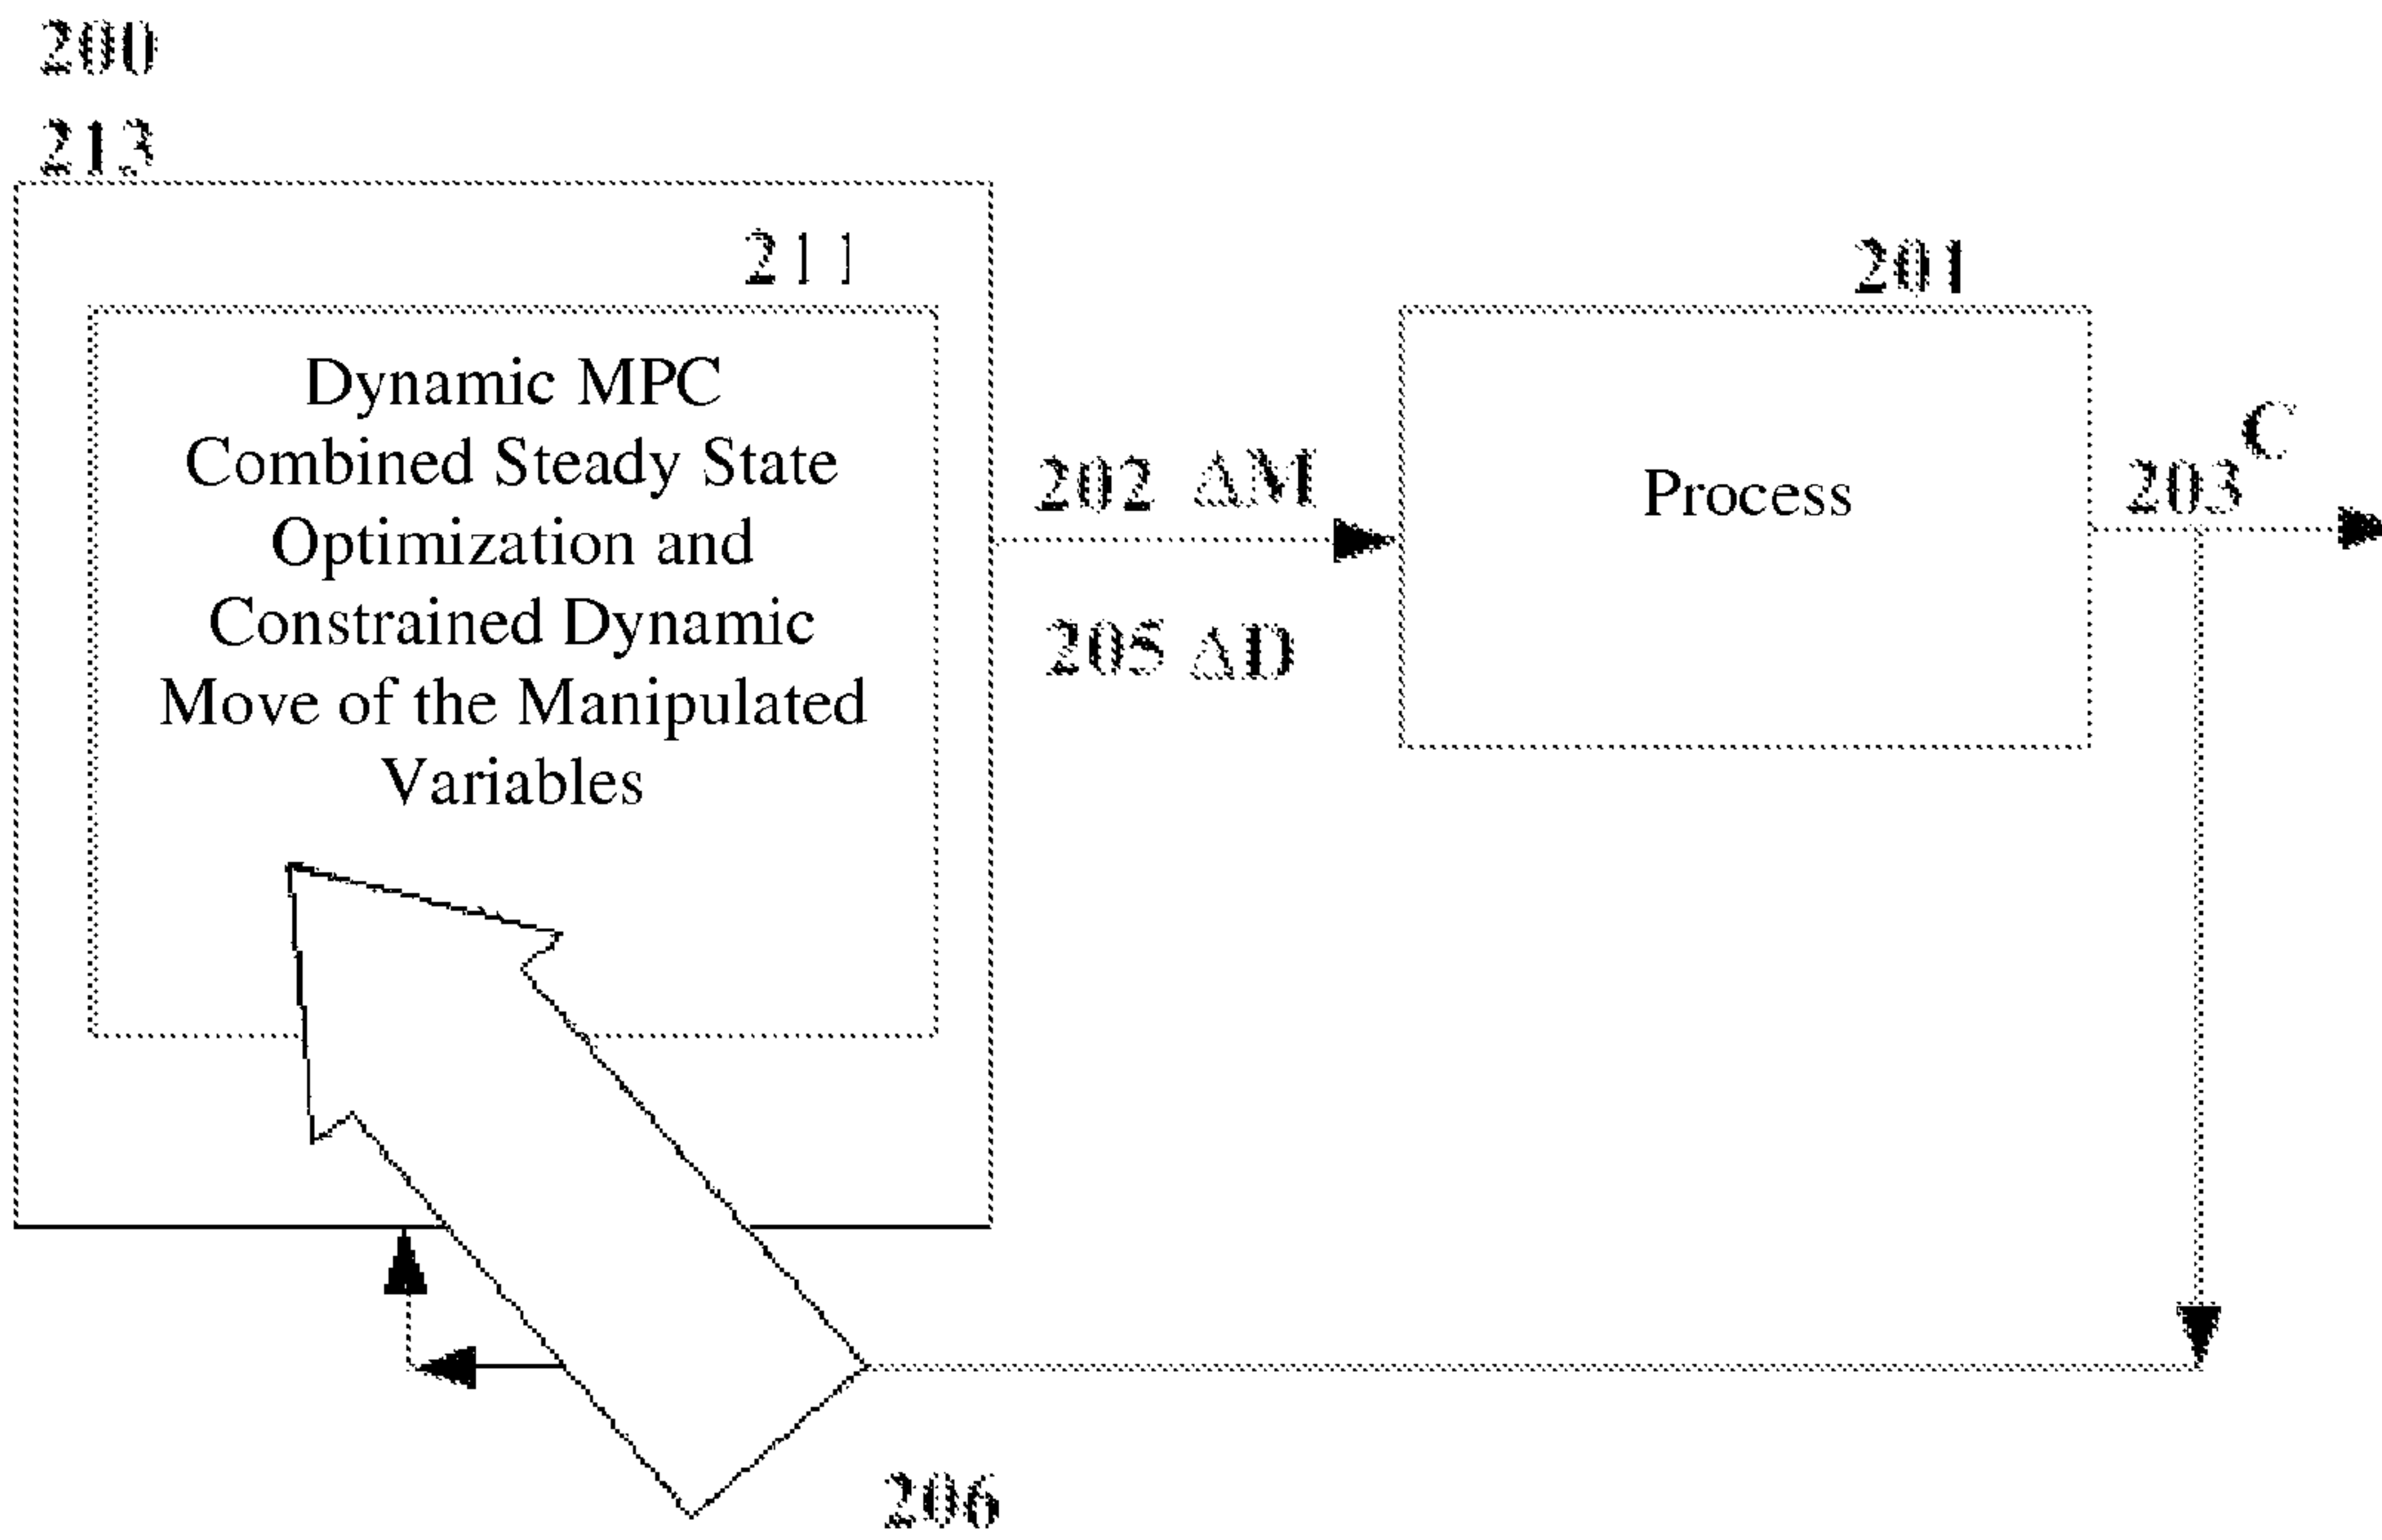 200
213
211
Dynamic MPC
Combined Steady State
Optimization and
Constrained Dynamic
Move of the Manipulated
Variables
202 ΔM
205 ΔD
201
Process
203 C
206